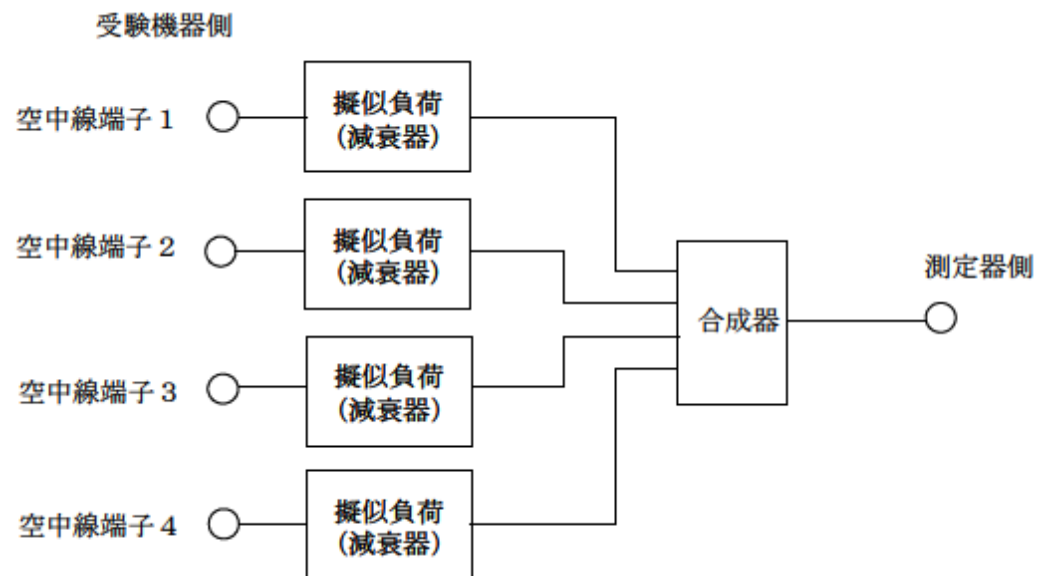 受験機器側
空中線端子1
擬似負荷
(減衰器)
空中線端子2
擬似負荷
(減衰器)
測定器側
合成器
空中線端子3
擬似負荷
(減衰器)
空中線端子4
擬似負荷
(減衰器)